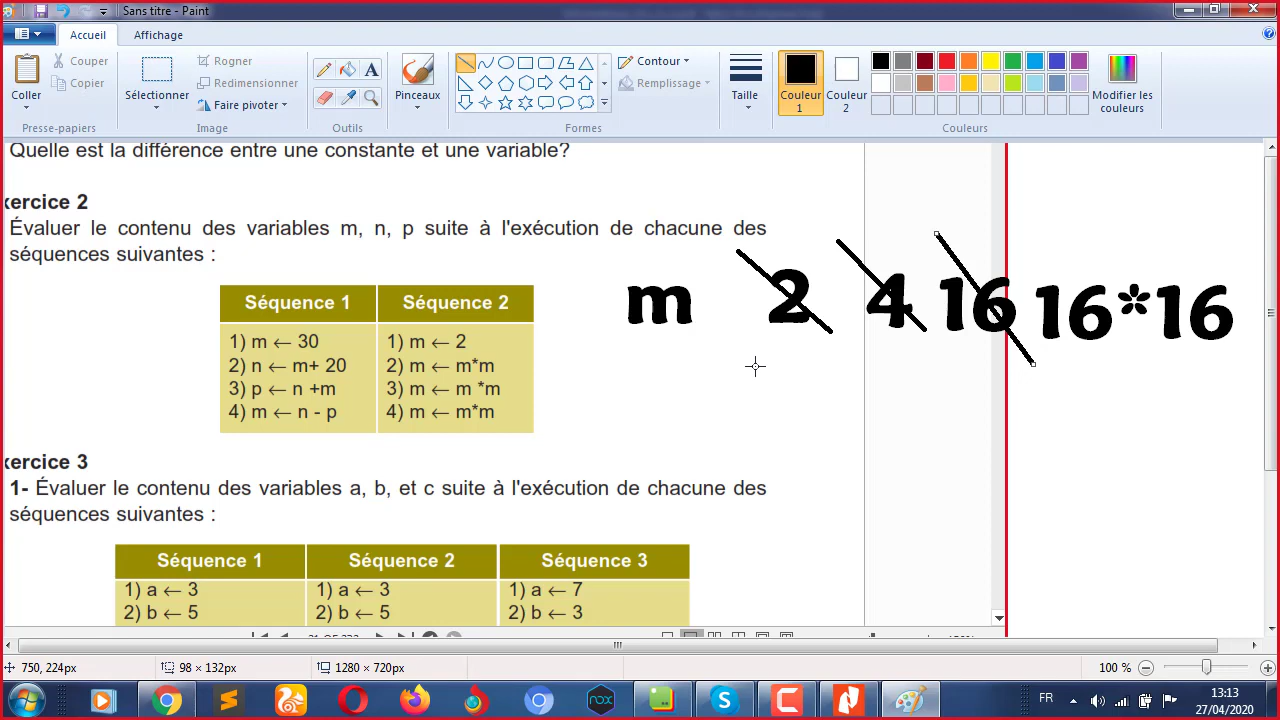 Sans titre - Paint
Accueil Affichage
Coller
Couper
Copier
Presse-papiers
Sélectionner
Rogner
Redimensionner
Faire pivoter
Image
A
Outils
Pinceaux
Contour
Remplissage
Formes
Taille
Couleur
1
Couleur
2
Modifier les
couleurs
Couleurs
Quelle est la différence entre une constante et une variable?
xercice 2
Évaluer le contenu des variables m, n, p suite à l'exécution de chacune des
séquences suivantes :
Séquence 1 Séquence 2
1) m ← 30 1) m ← 2
2) n ← m+ 20 2) m ← m*m
3) p ← n +m 3) m ← m *m
4) m ← n - p 4) m ← m*m
m 2 4 16 16*16
xercice 3
1- Évaluer le contenu des variables a, b, et c suite à l'exécution de chacune des
séquences suivantes :
Séquence 1 Séquence 2 Séquence 3
1) a ← 3 1) a ← 3 1) a ← 7
2) b ← 5 2) b ← 5 2) b ← 3
750, 224px 98 × 132px 1280 × 720px 100 %
nox S FR 13:13
27/04/2020